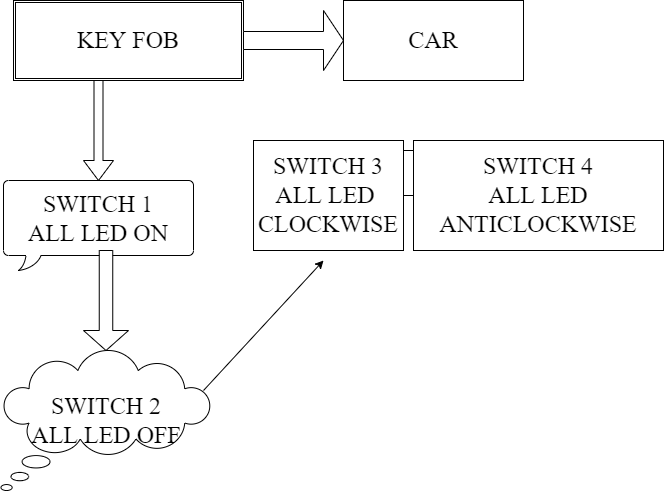 KEY FOB
CAR
SWITCH 1
ALL LED ON
SWITCH 3
ALL LED
CLOCKWISE
SWITCH 4
ALL LED
ANTICLOCKWISE
SWITCH 2
ALL LED OFF